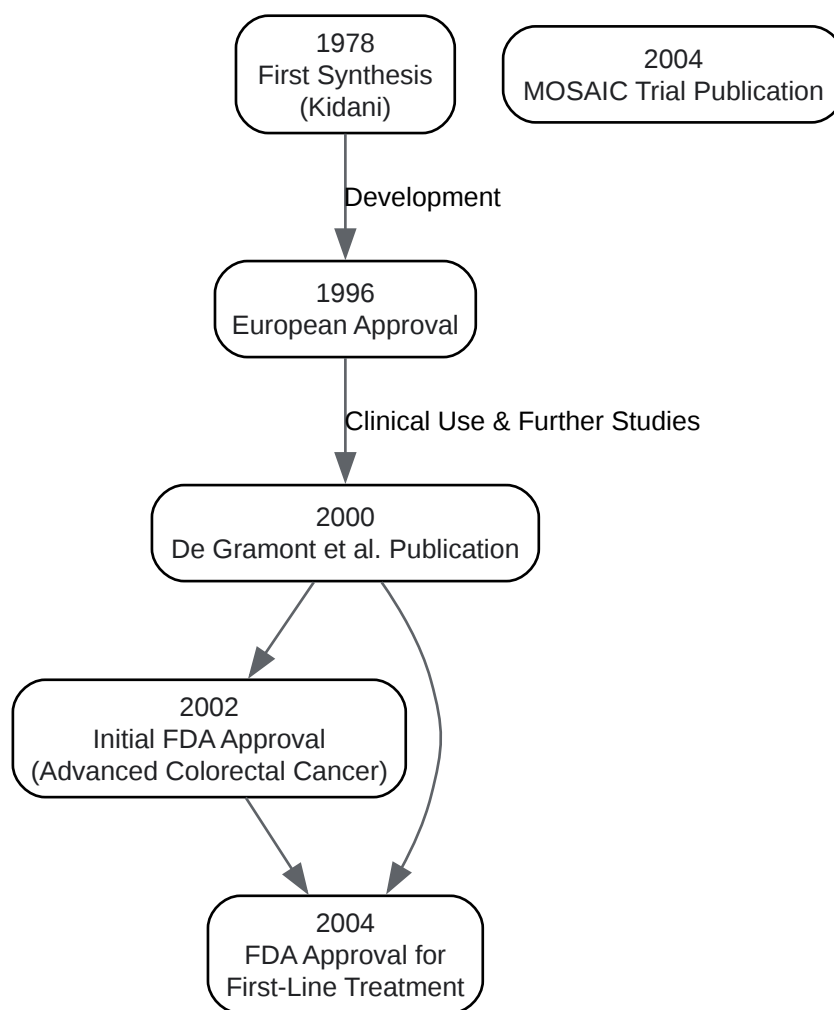 1978
First Synthesis
(Kidani)
2004
MOSAIC Trial Publication
Development
1996
European Approval
Clinical Use & Further Studies
2000
De Gramont et al. Publication
2002
Initial FDA Approval
(Advanced Colorectal Cancer)
2004
FDA Approval for
First-Line Treatment